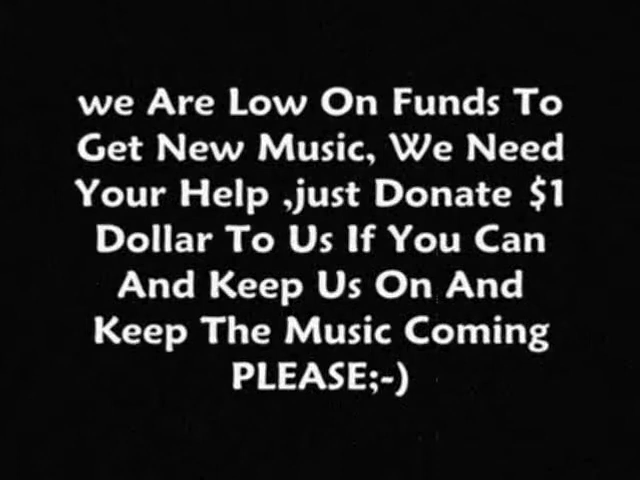 we Are Low On Funds To
Get New Music, We Need
Your Help ,just Donate $1
Dollar To Us If You Can
And Keep Us On And
Keep The Music Coming
PLEASE;-)